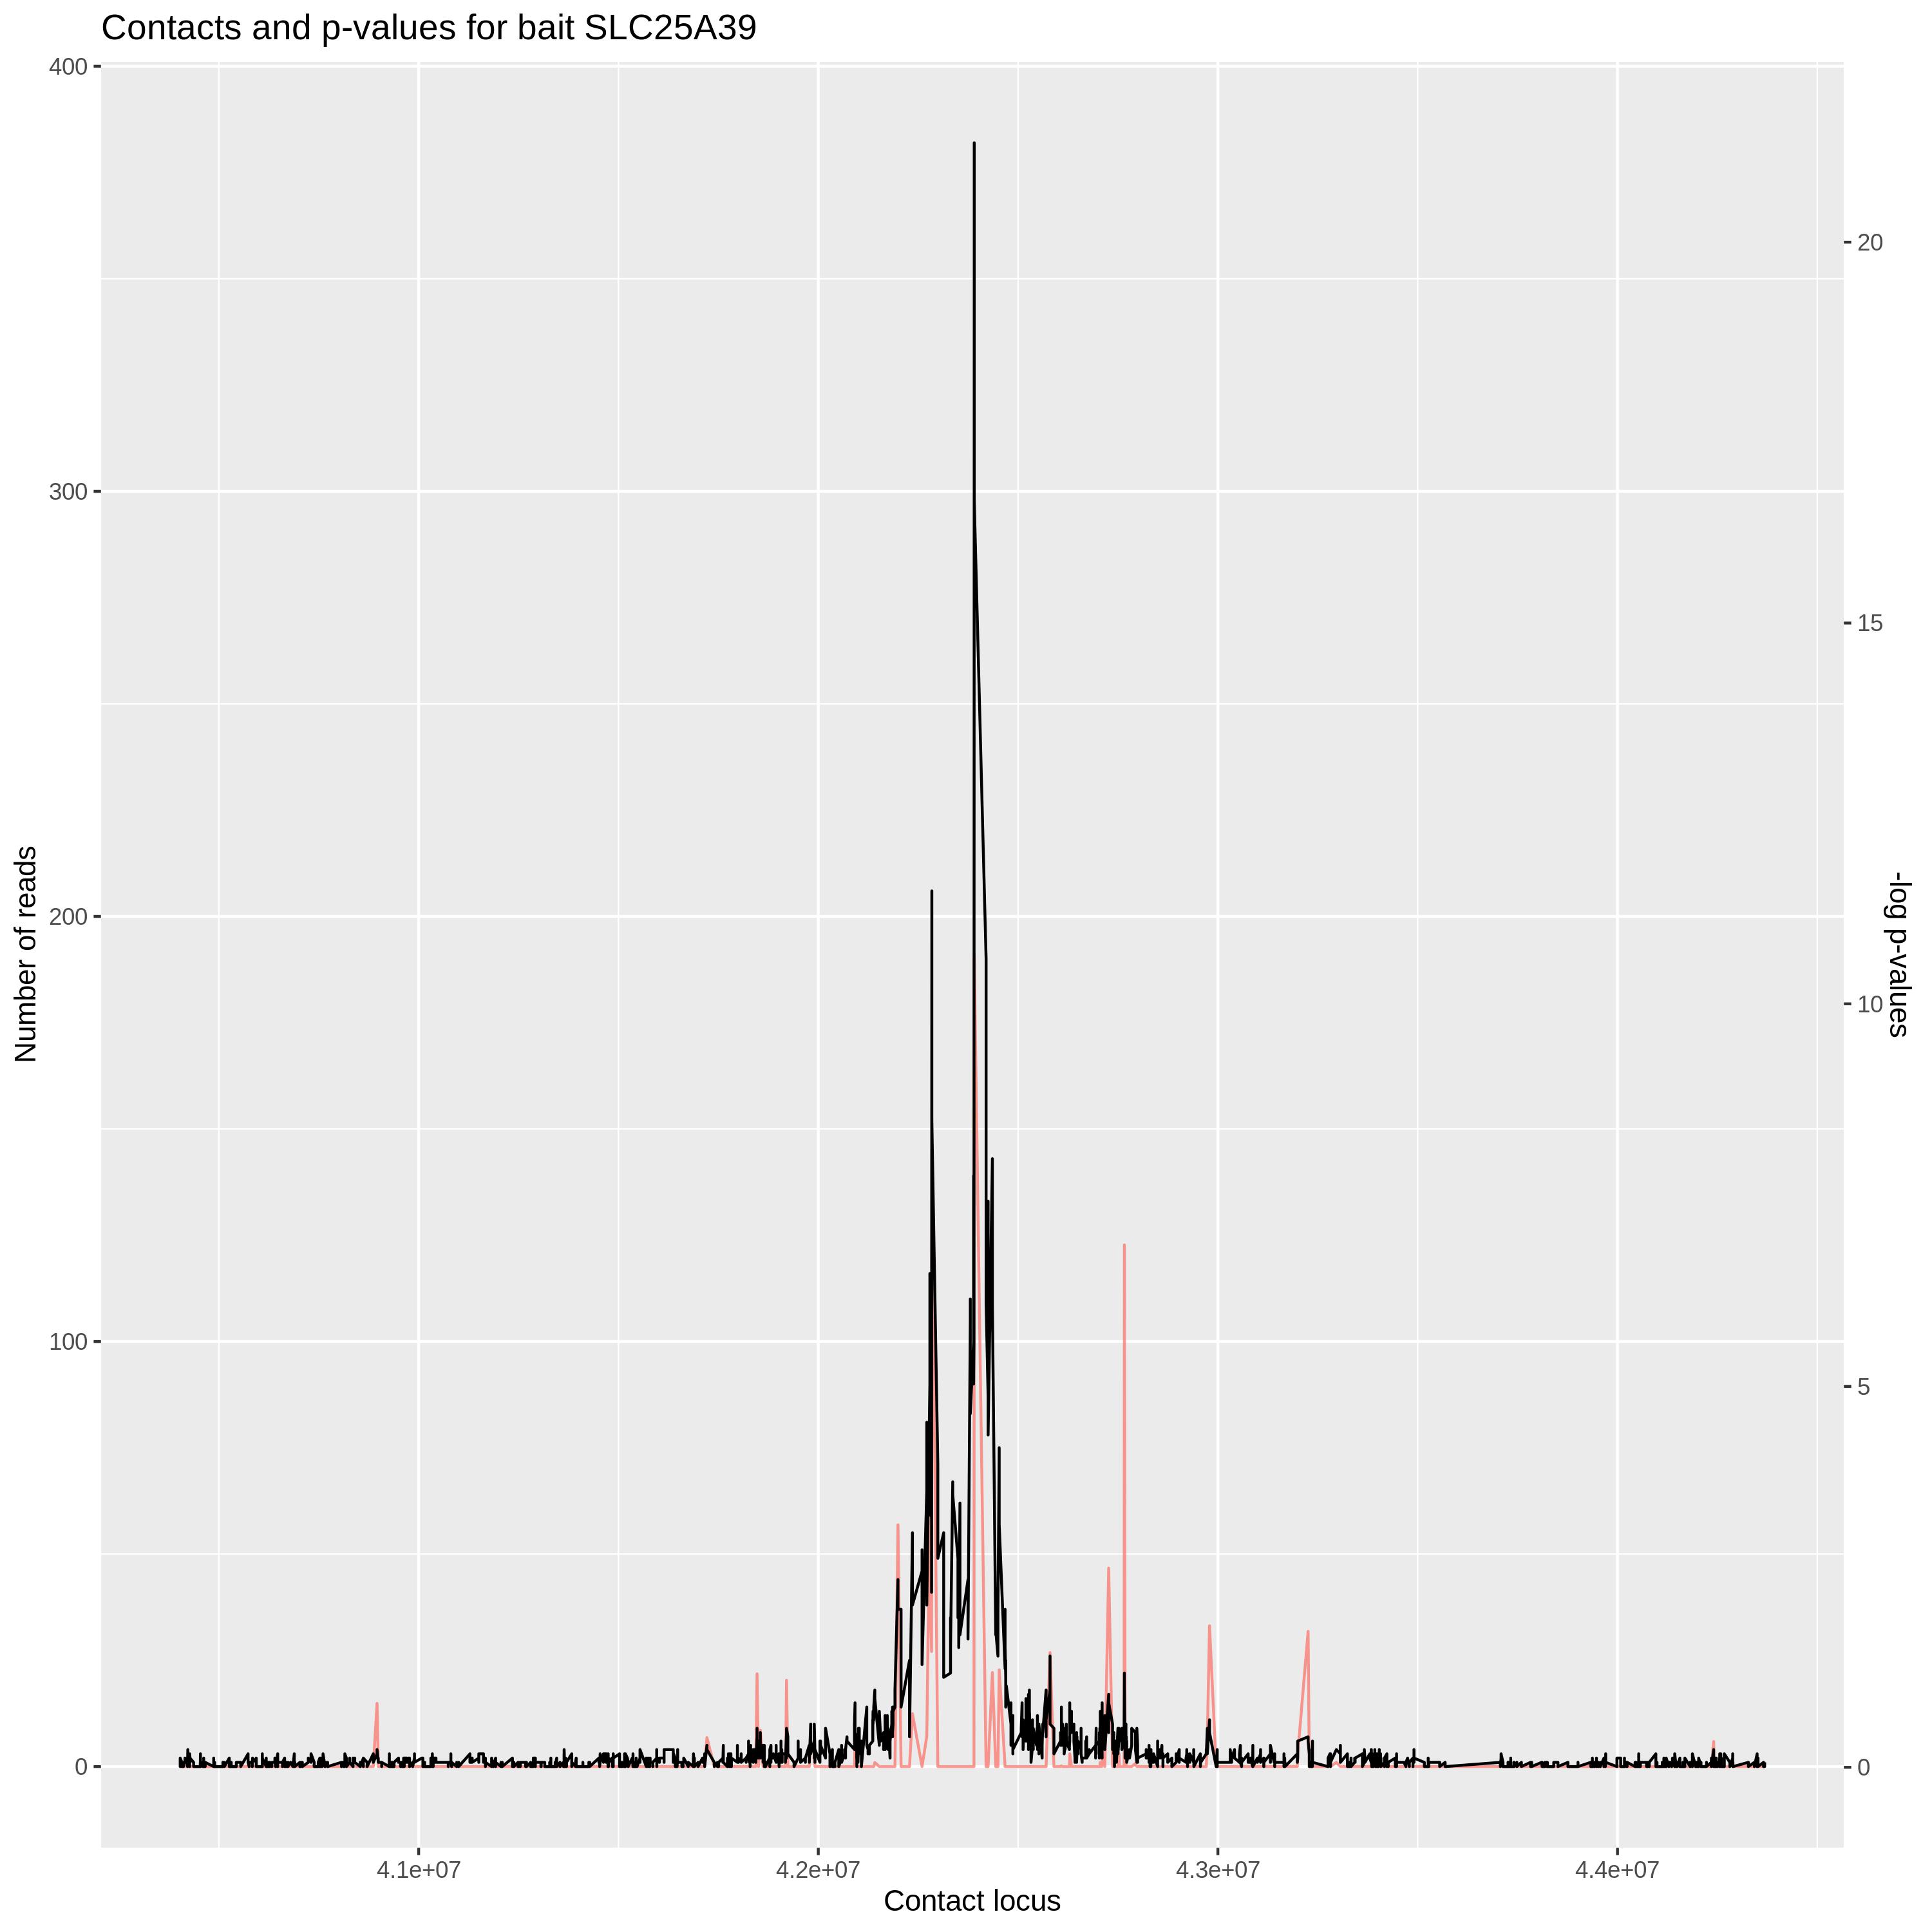 Contacts and p-values for bait SLC25A39
400
300
200
100
0
Number of reads
20
15
10
5
0
-log p-values
4.1e+07
4.2e+07
4.3e+07
4.4e+07
Contact locus